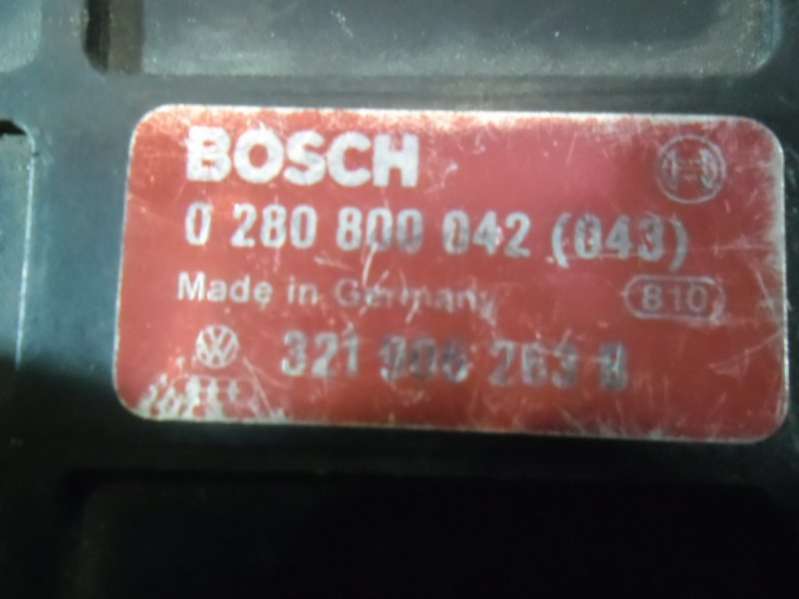 BOSCH
0 280 800 042 (043)
Made in Germany 810
321 906 263 B